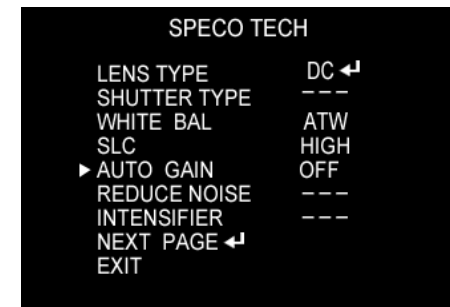 SPECO TECH
LENS TYPE DC ↵
SHUTTER TYPE ---
WHITE BAL ATW
SLC HIGH
▶ AUTO GAIN OFF
REDUCE NOISE ---
INTENSIFIER ---
NEXT PAGE ↵
EXIT